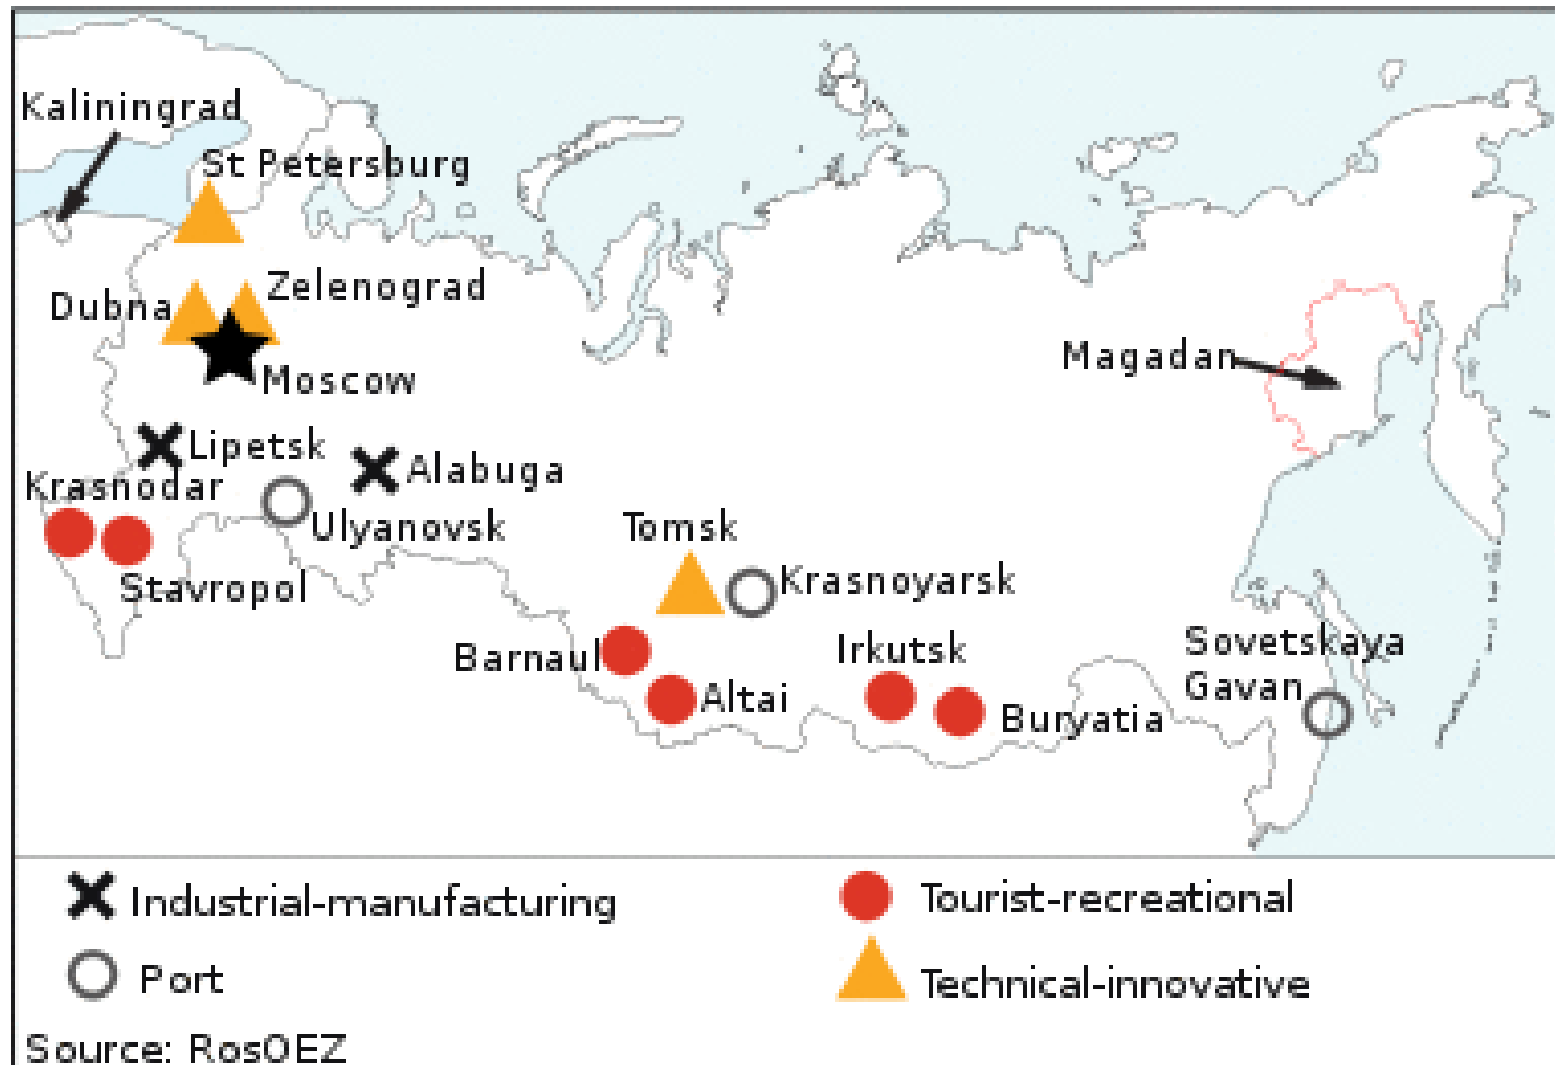 Kaliningrad
St Petersburg
Zelenograd
Dubna
Moscow
Magadan
Lipetsk
Alabuga
Krasnodar
Ulyanovsk
Tomsk
Stavropol
Krasnoyarsk
Barnaul
Irkutsk
Sovetskaya
Gavan
Altai
Buryatia
Industrial-manufacturing
Tourist-recreational
Port
Technical-innovative
Source: RosOEZ